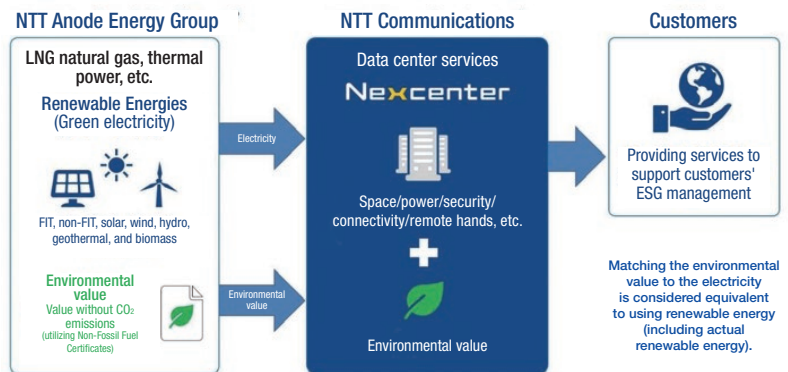 NTT Anode Energy Group
LNG natural gas, thermal
power, etc.
Renewable Energies
(Green electricity)
FIT, non-FIT, solar, wind, hydro,
geothermal, and biomass
Environmental
value
Value without CO₂
emissions
(utilizing Non-Fossil Fuel
Certificates)
Electricity
Environmental
value
NTT Communications
Data center services
Nexcenter
Space/power/security/
connectivity/remote hands, etc.
Environmental value
Customers
Providing services to
support customers'
ESG management
Matching the environmental
value to the electricity
is considered equivalent
to using renewable energy
(including actual
renewable energy).